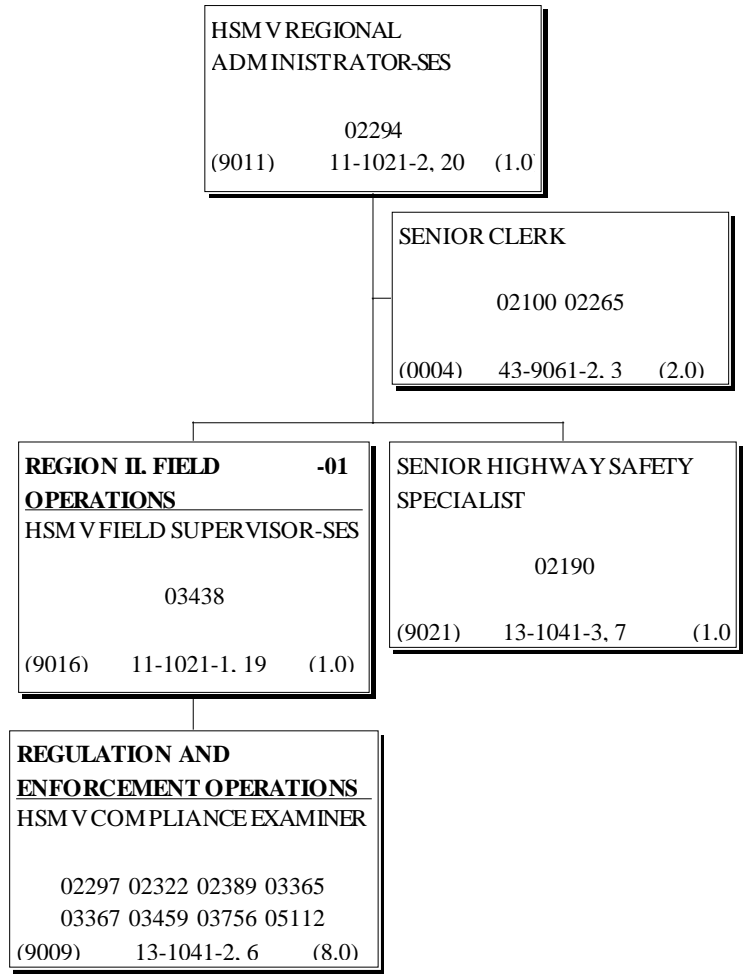 HSMV REGIONAL
ADMINISTRATOR-SES
02294
(9011) 11-1021-2, 20 (1.0)
SENIOR CLERK
02100 02265
(0004) 43-9061-2, 3 (2.0)
REGION II. FIELD -01
OPERATIONS
HSMV FIELD SUPERVISOR-SES
03438
(9016) 11-1021-1, 19 (1.0)
SENIOR HIGHWAY SAFETY
SPECIALIST
02190
(9021) 13-1041-3, 7 (1.0
REGULATION AND
ENFORCEMENT OPERATIONS
HSMV COMPLIANCE EXAMINER
02297 02322 02389 03365
03367 03459 03756 05112
(9009) 13-1041-2, 6 (8.0)